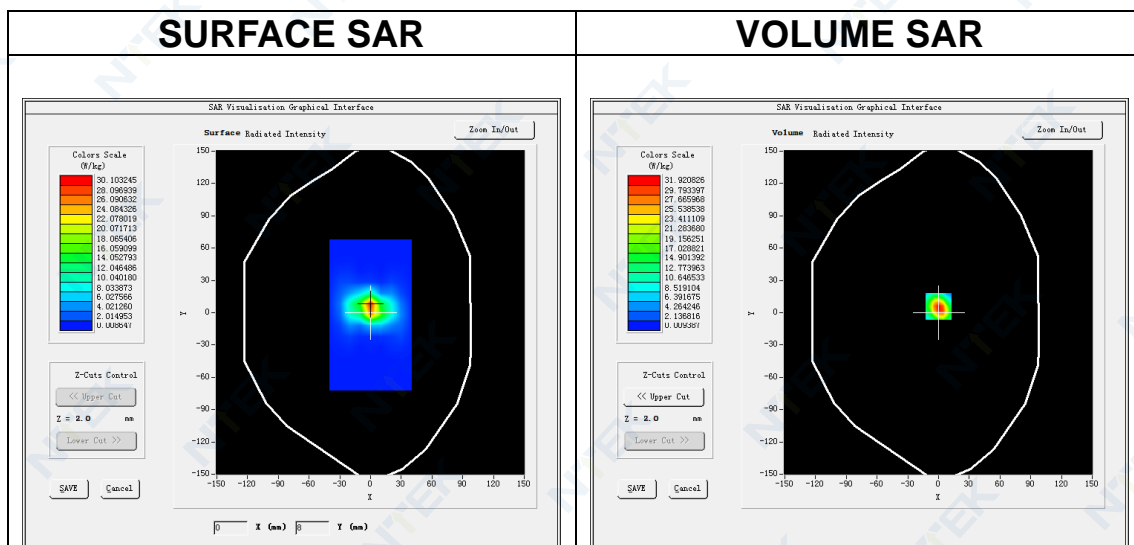 SURFACE SAR
VOLUME SAR
SAR Visualisation Graphical Interface
Surface Radiated Intensity
Zoom In/Out
Colors Scale
(W/kg)
30.103245
28.096939
26.090632
24.084326
22.078019
20.071713
18.065406
16.059099
14.052793
12.046486
10.040180
8.033873
6.027566
4.021260
2.014953
0.008647
150
120
90
60
30
0
-30
-60
-90
-120
-150
Y
-150 -120 -90 -60 -30 0 30 60 90 120 150
X
Z-Cuts Control
<< Upper Cut
Z = 2.0 mm
Lower Cut >>
SAVE Cancel
0 X (mm) 8 Y (mm)
SAR Visualisation Graphical Interface
Volume Radiated Intensity
Zoom In/Out
Colors Scale
(W/kg)
31.920826
29.793397
27.665968
25.538538
23.411109
21.283680
19.156251
17.028821
14.901392
12.773963
10.646533
8.519104
6.391675
4.264246
2.136816
0.009387
150
120
90
60
30
0
-30
-60
-90
-120
-150
Y
-150 -120 -90 -60 -30 0 30 60 90 120 150
X
Z-Cuts Control
<< Upper Cut
Z = 2.0 mm
Lower Cut >>
SAVE Cancel